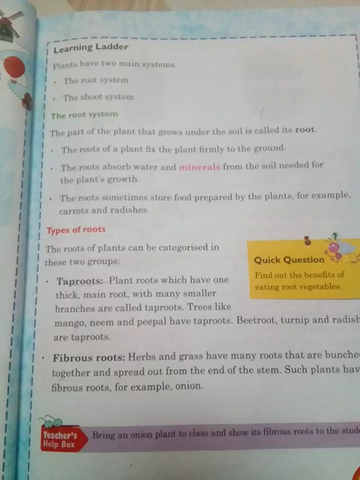 Learning Ladder
Plants have two main systems.
• The root system
• The shoot system
The root system
The part of the plant that grows under the soil is called its root.
• The roots of a plant fix the plant firmly to the ground.
• The roots absorb water and minerals from the soil needed for
the plant's growth.
• The roots sometimes store food prepared by the plants, for example,
carrots and radishes.
Types of roots
The roots of plants can be categorised in
these two groups:
• Taproots: Plant roots which have one
thick, main root, with many smaller
branches are called taproots. Trees like
mango, neem and peepal have taproots. Beetroot, turnip and radish
are taproots.
Quick Question
Find out the benefits of
eating root vegetables.
• Fibrous roots: Herbs and grass have many roots that are bunche
together and spread out from the end of the stem. Such plants hav
fibrous roots, for example, onion.
Teacher's
Help Box
Bring an onion plant to class and show its fibrous roots to the stud